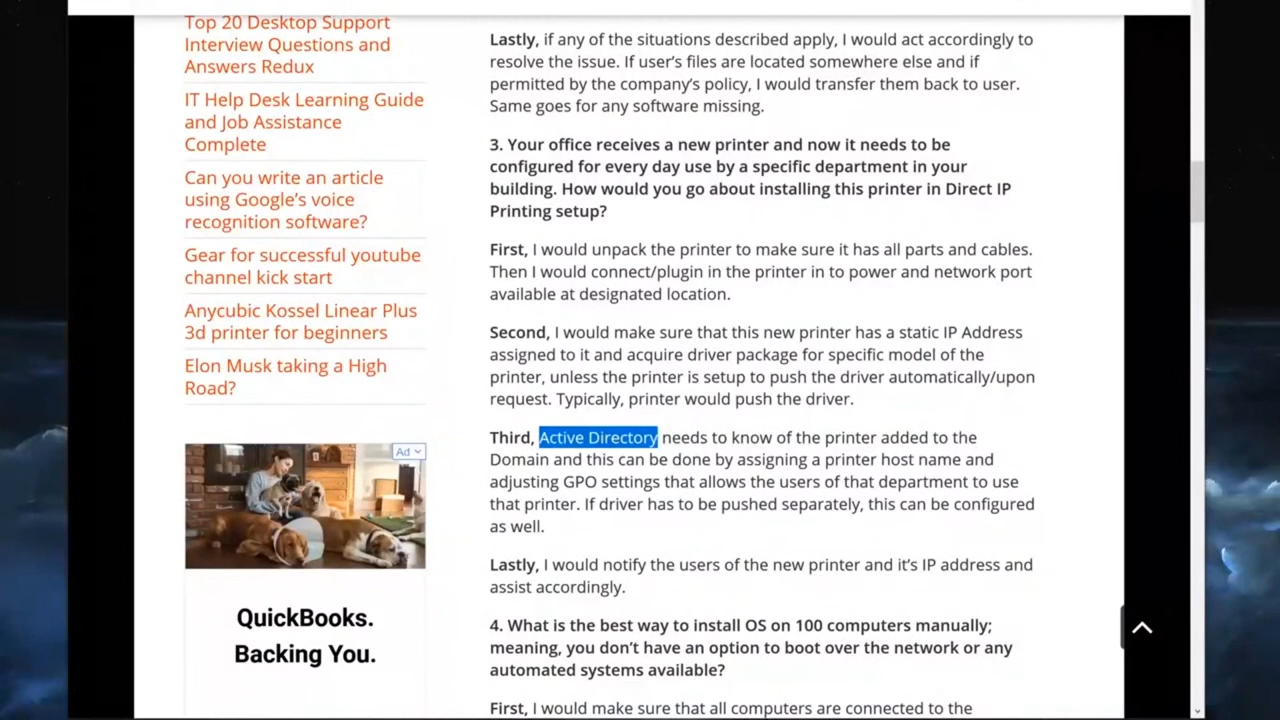 Top 20 Desktop Support
Interview Questions and
Answers Redux
IT Help Desk Learning Guide
and Job Assistance
Complete
Can you write an article
using Google's voice
recognition software?
Gear for successful youtube
channel kick start
Anycubic Kossel Linear Plus
3d printer for beginners
Elon Musk taking a High
Road?
Ad
QuickBooks.
Backing You.
Lastly, if any of the situations described apply, I would act accordingly to
resolve the issue. If user's files are located somewhere else and if
permitted by the company's policy, I would transfer them back to user.
Same goes for any software missing.
3. Your office receives a new printer and now it needs to be
configured for every day use by a specific department in your
building. How would you go about installing this printer in Direct IP
Printing setup?
First, I would unpack the printer to make sure it has all parts and cables.
Then I would connect/plugin in the printer in to power and network port
available at designated location.
Second, I would make sure that this new printer has a static IP Address
assigned to it and acquire driver package for specific model of the
printer, unless the printer is setup to push the driver automatically/upon
request. Typically, printer would push the driver.
Third, Active Directory needs to know of the printer added to the
Domain and this can be done by assigning a printer host name and
adjusting GPO settings that allows the users of that department to use
that printer. If driver has to be pushed separately, this can be configured
as well.
Lastly, I would notify the users of the new printer and it's IP address and
assist accordingly.
4. What is the best way to install OS on 100 computers manually;
meaning, you don't have an option to boot over the network or any
automated systems available?
First, I would make sure that all computers are connected to the